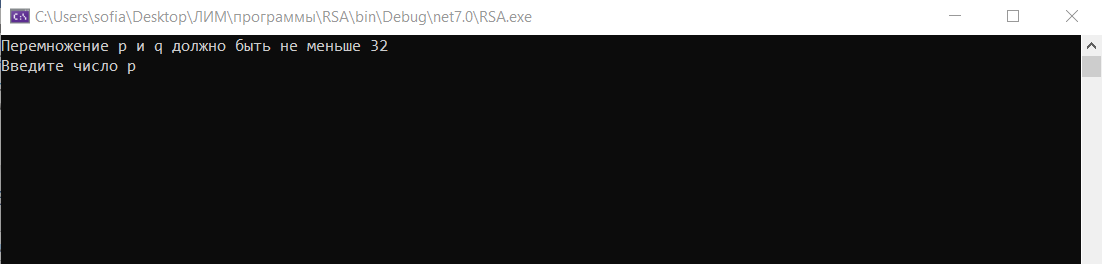 C:\Users\sofia\Desktop\ЛИМ\программы\RSA\bin\Debug\net7.0\RSA.exe
Перемножение p и q должно быть не меньше 32
Введите число p